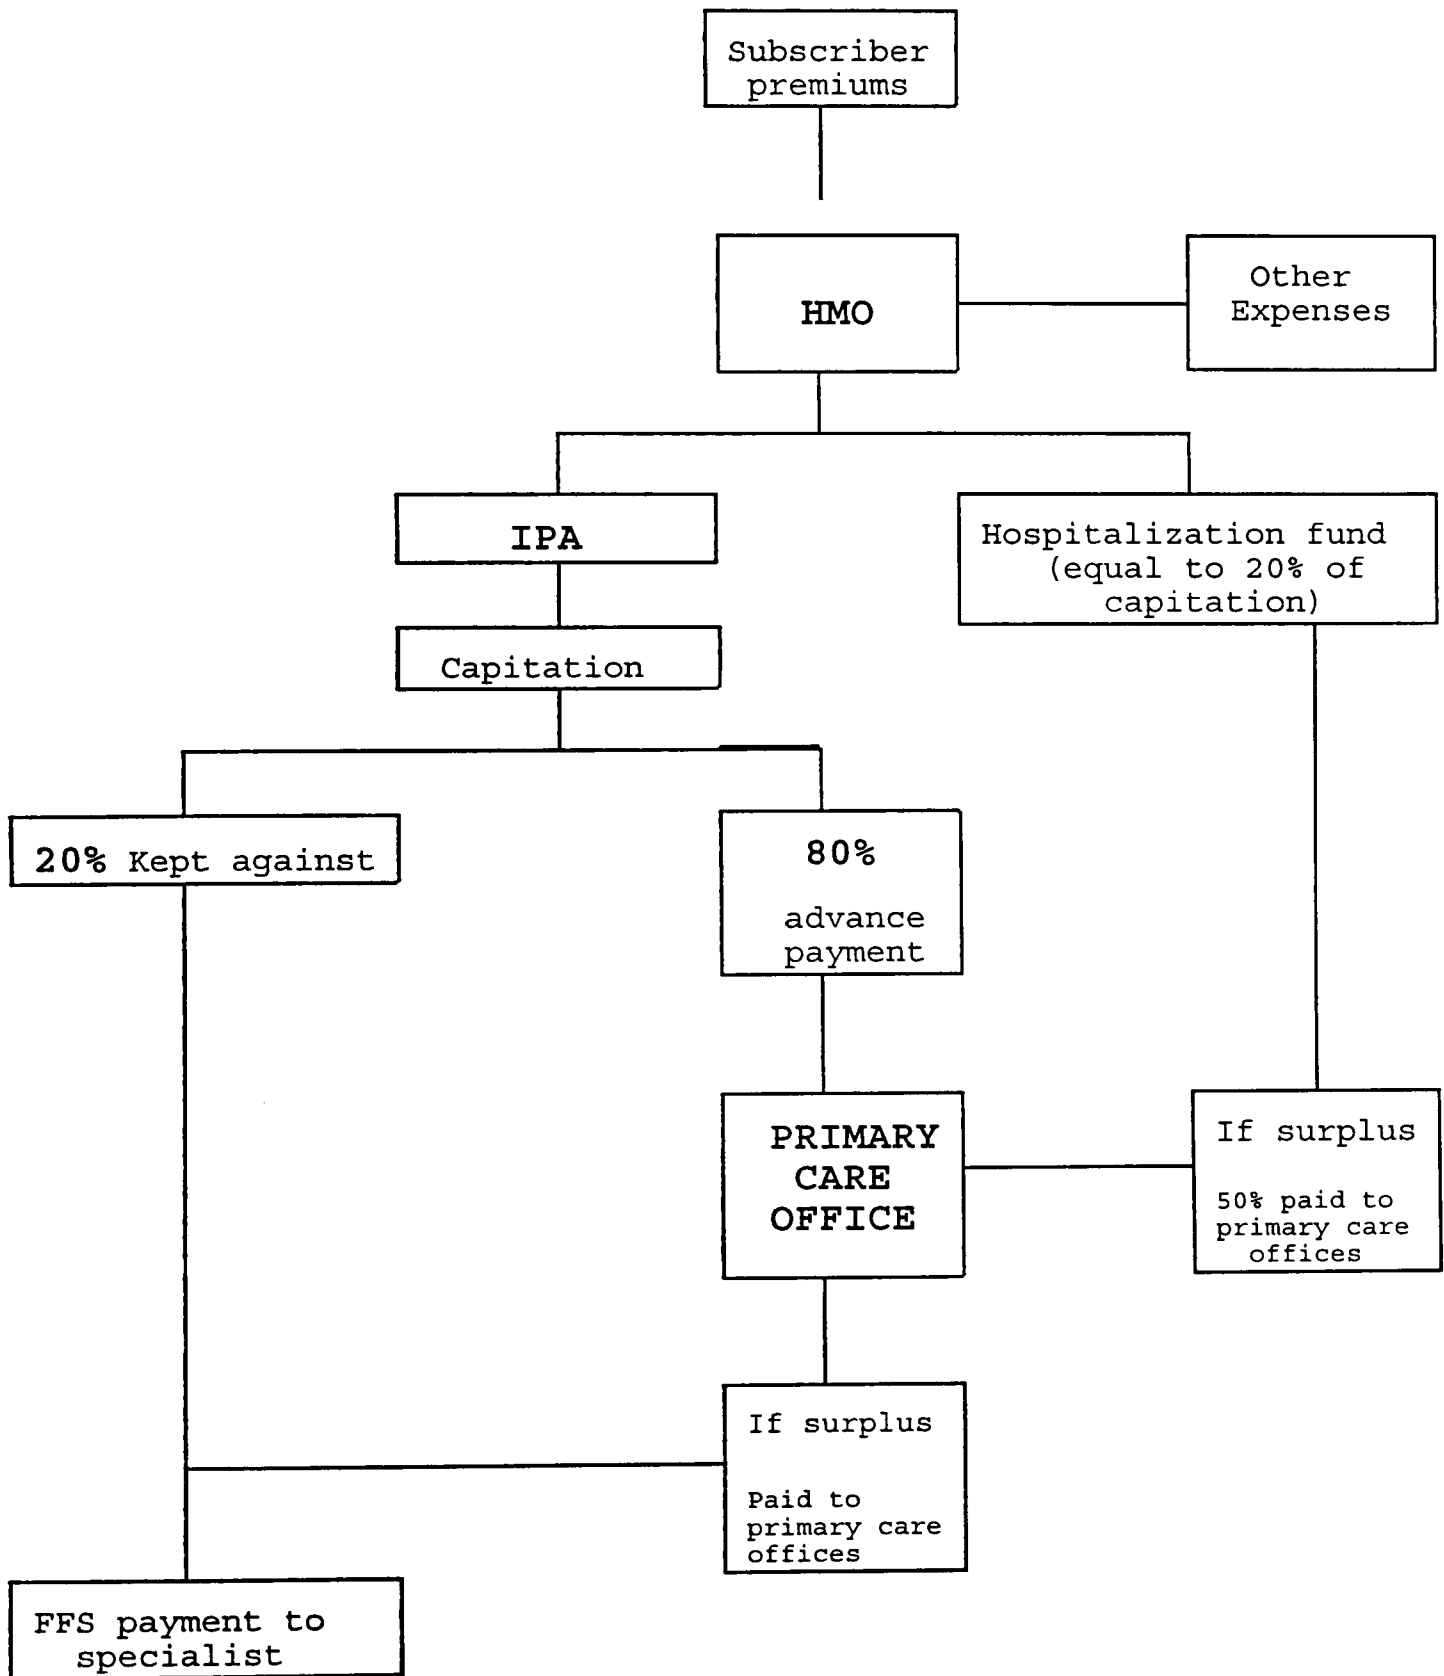 Subscriber
premiums
HMO
Other
Expenses
IPA
Hospitalization fund
(equal to 20% of
capitation)
Capitation
20% Kept against
80%
advance
payment
PRIMARY
CARE
OFFICE
If surplus
50% paid to
primary care
offices
If surplus
Paid to
primary care
offices
FFS payment to
specialist